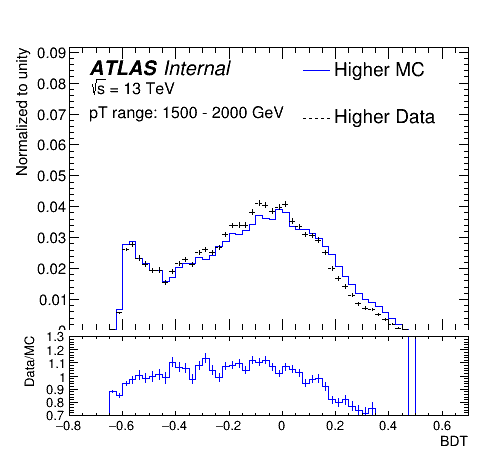 ATLAS Internal
√s = 13 TeV
pT range: 1500 - 2000 GeV
Higher MC
Higher Data
Normalized to unity
0.09
0.08
0.07
0.06
0.05
0.04
0.03
0.02
0.01
0
Data/MC
1.3
1.2
1.1
1
0.9
0.8
0.7
−0.8 −0.6 −0.4 −0.2 0 0.2 0.4 0.6
BDT